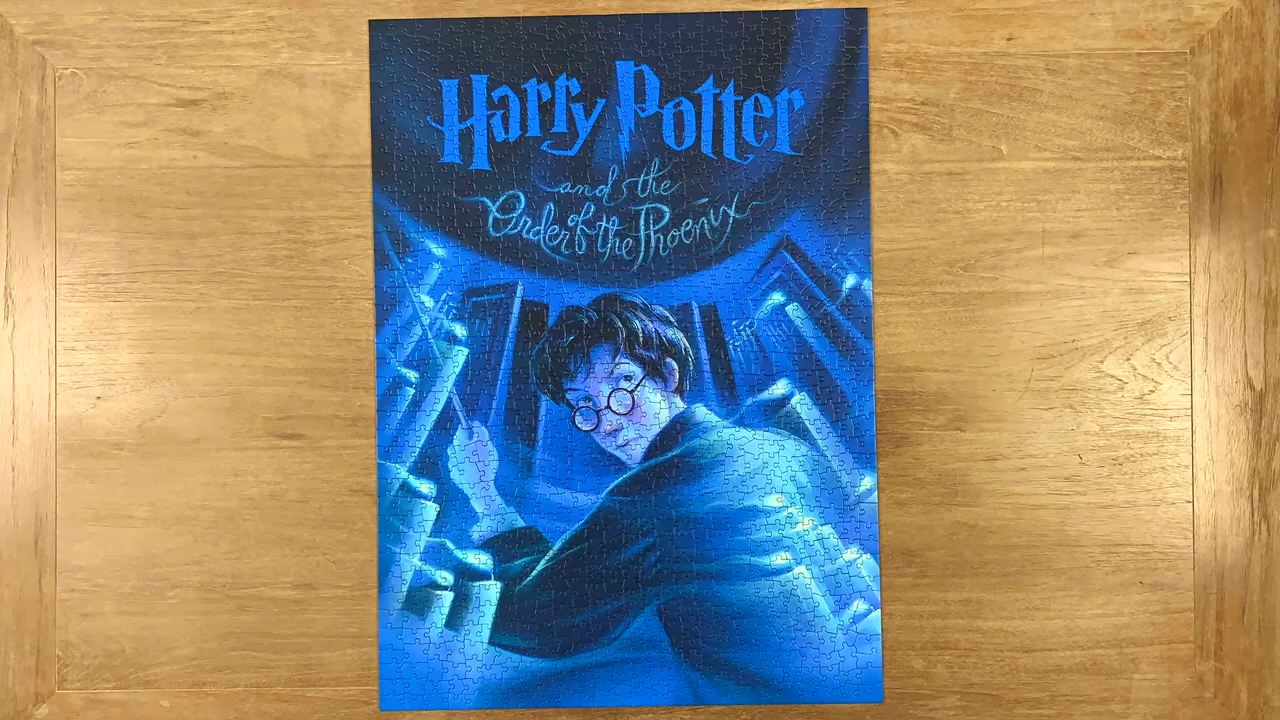 Harry Potter
and the
Order of the Phoenix